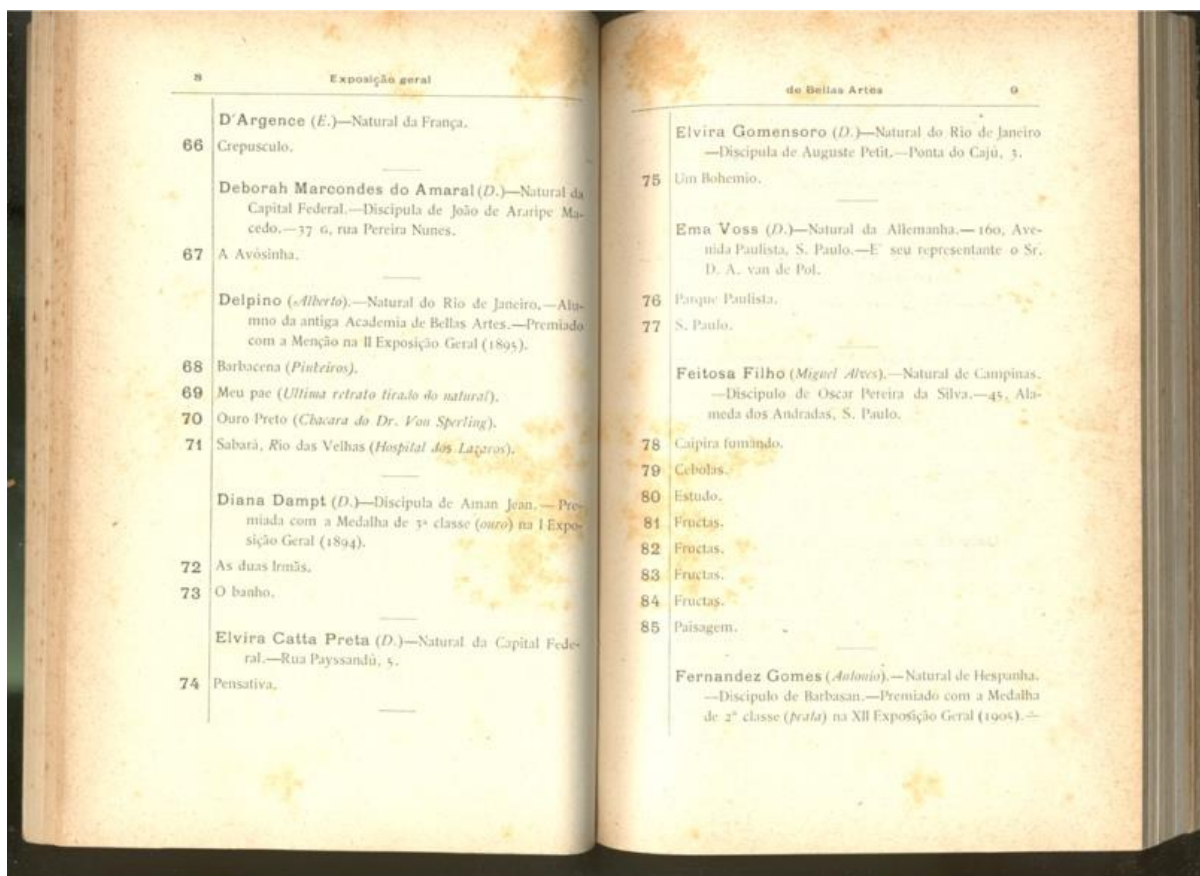 8 Exposição geral
D'Argence (E.)—Natural da França.
66 Crepusculo.
Deborah Marcondes do Amaral (D.)—Natural da
Capital Federal.—Discipula de João de Araripe Ma-
cedo.—37 G, rua Pereira Nunes.
67 A Avósinha.
Delpino (Alberto).—Natural do Rio de Janeiro.—Alu-
mno da antiga Academia de Bellas Artes.—Premiado
com a Menção na II Exposição Geral (1895).
68 Barbacena (Pinheiros).
69 Meu pae (Ultima retrato tirado do natural).
70 Ouro Preto (Chacara do Dr. Von Sperling).
71 Sabará, Rio das Velhas (Hospital dos Lazaros).
Diana Dampt (D.)—Discipula de Aman Jean.—Pre-
miada com a Medalha de 3ª classe (ouro) na I Expo-
sição Geral (1894).
72 As duas Irmãs.
73 O banho.
Elvira Catta Preta (D.)—Natural da Capital Fede-
ral.—Rua Payssandú, 5.
74 Pensativa.
de Bellas Artes 9
Elvira Gomensoro (D.)—Natural do Rio de Janeiro
—Discipula de Auguste Petit.—Ponta do Cajú, 3.
75 Um Bohemio.
Ema Voss (D.)—Natural da Allemanha.—160, Ave-
nida Paulista, S. Paulo.—E' seu representante o Sr.
D. A. van de Pol.
76 Parque Paulista.
77 S. Paulo.
Feitosa Filho (Miguel Alves).—Natural de Campinas.
—Discipulo de Oscar Pereira da Silva.—45, Ala-
meda dos Andradas, S. Paulo.
78 Caipira fumando.
79 Cebolas.
80 Estudo.
81 Fructas.
82 Fructas.
83 Fructas.
84 Fructas.
85 Paisagem.
Fernandez Gomes (Antonio).—Natural de Hespanha.
—Discipulo de Barbasan.—Premiado com a Medalha
de 2ª classe (prata) na XII Exposição Geral (1905).—